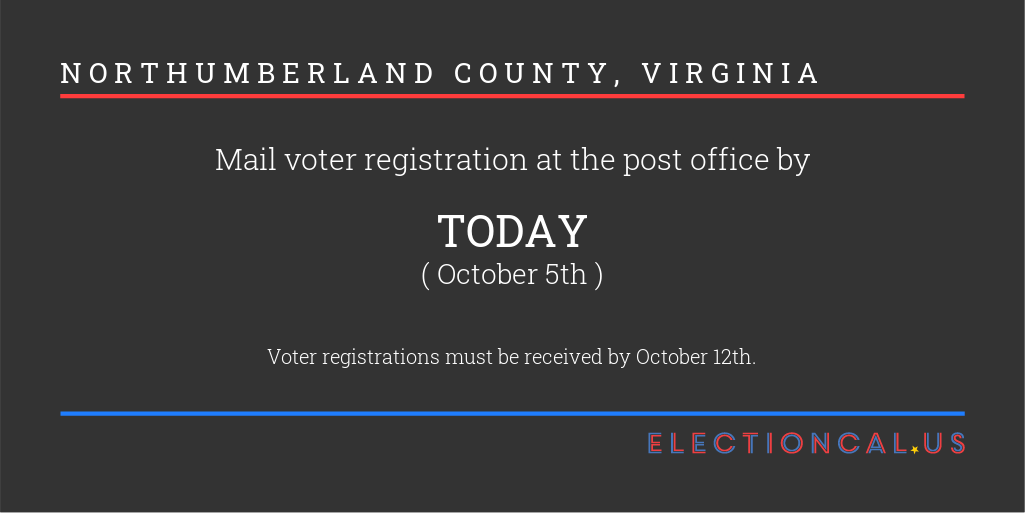 NORTHUMBERLAND COUNTY, VIRGINIA
Mail voter registration at the post office by
TODAY
( October 5th )
Voter registrations must be received by October 12th.
ELECTIONCAL.US